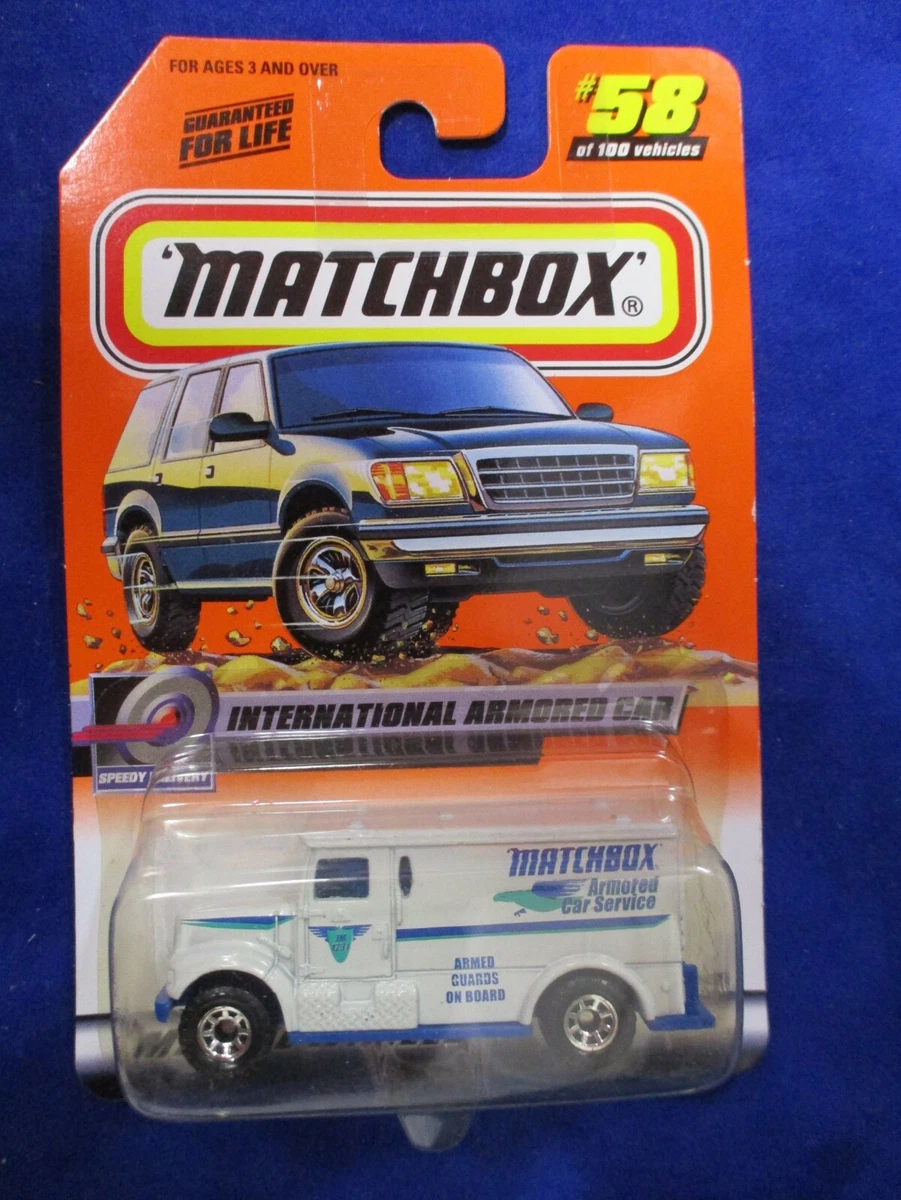 FOR AGES 3 AND OVER
GUARANTEED
FOR LIFE
#58
of 100 vehicles
'MATCHBOX'®
INTERNATIONAL ARMORED CAR
SPEEDY DELIVERY
'MATCHBOX'
Armored
Car Service
ARMED
GUARDS
ON BOARD